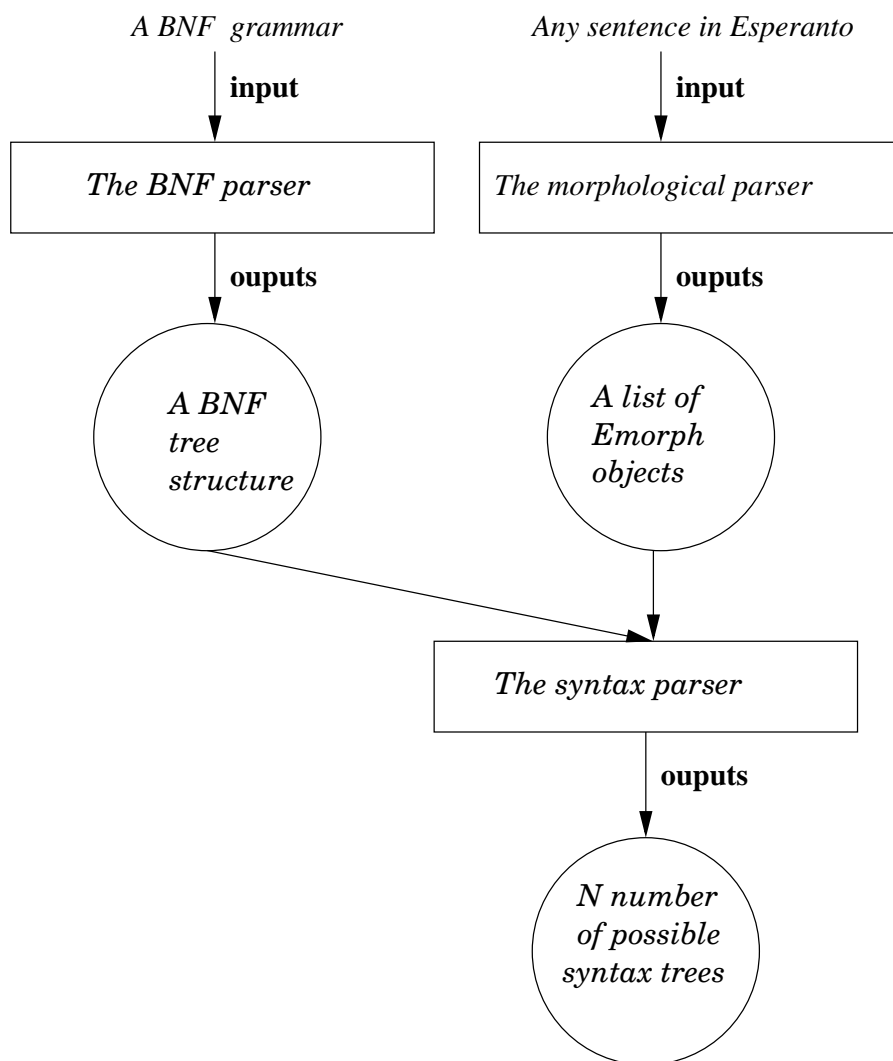 A BNF grammar
Any sentence in Esperanto
input
input
The BNF parser
The morphological parser
ouputs
ouputs
A BNF
tree
structure
A list of
Emorph
objects
The syntax parser
ouputs
N number
of possible
syntax trees